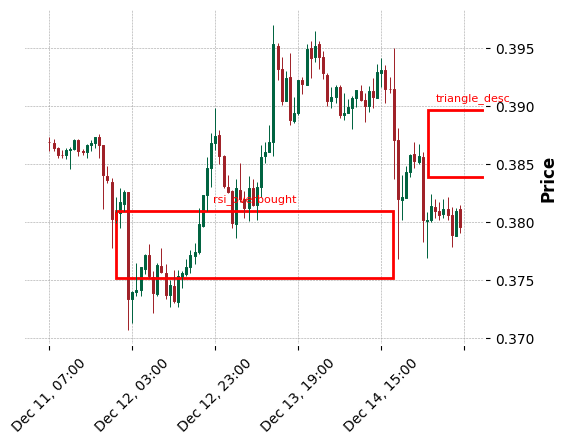 0.395
triangle_desc
0.390
0.385
Price
rsi_overbought
0.380
0.375
0.370
Dec 11, 07:00
Dec 12, 03:00
Dec 12, 23:00
Dec 13, 19:00
Dec 14, 15:00